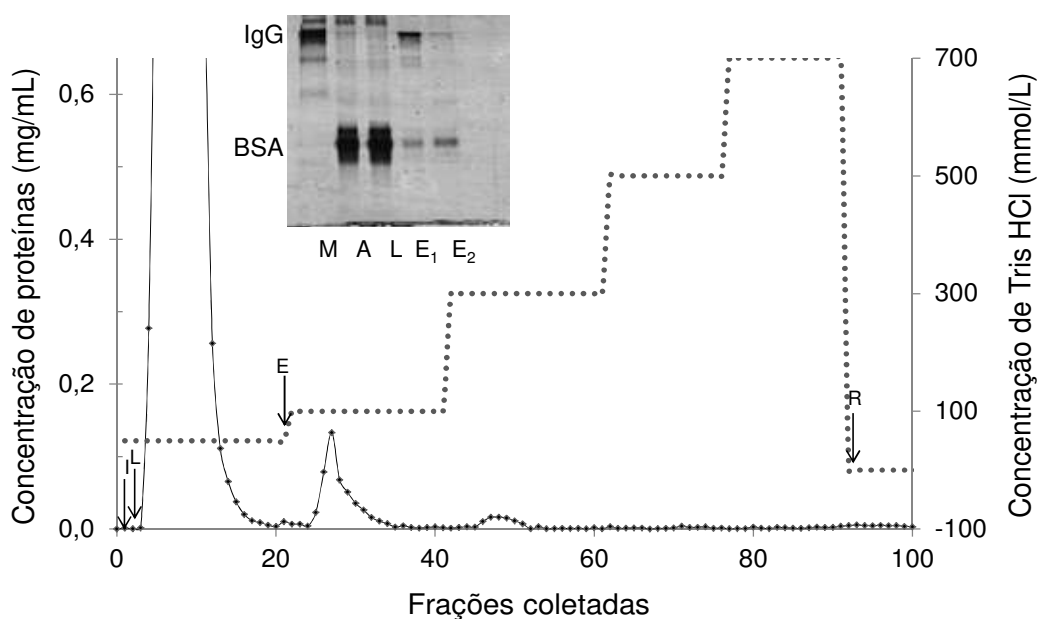 IgG
BSA
M A L E1 E2
Concentração de proteínas (mg/mL)
0,6
0,4
0,2
0,0
Concentração de Tris HCl (mmol/L)
700
500
300
100
-100
I L
E
R
0 20 40 60 80 100
Frações coletadas